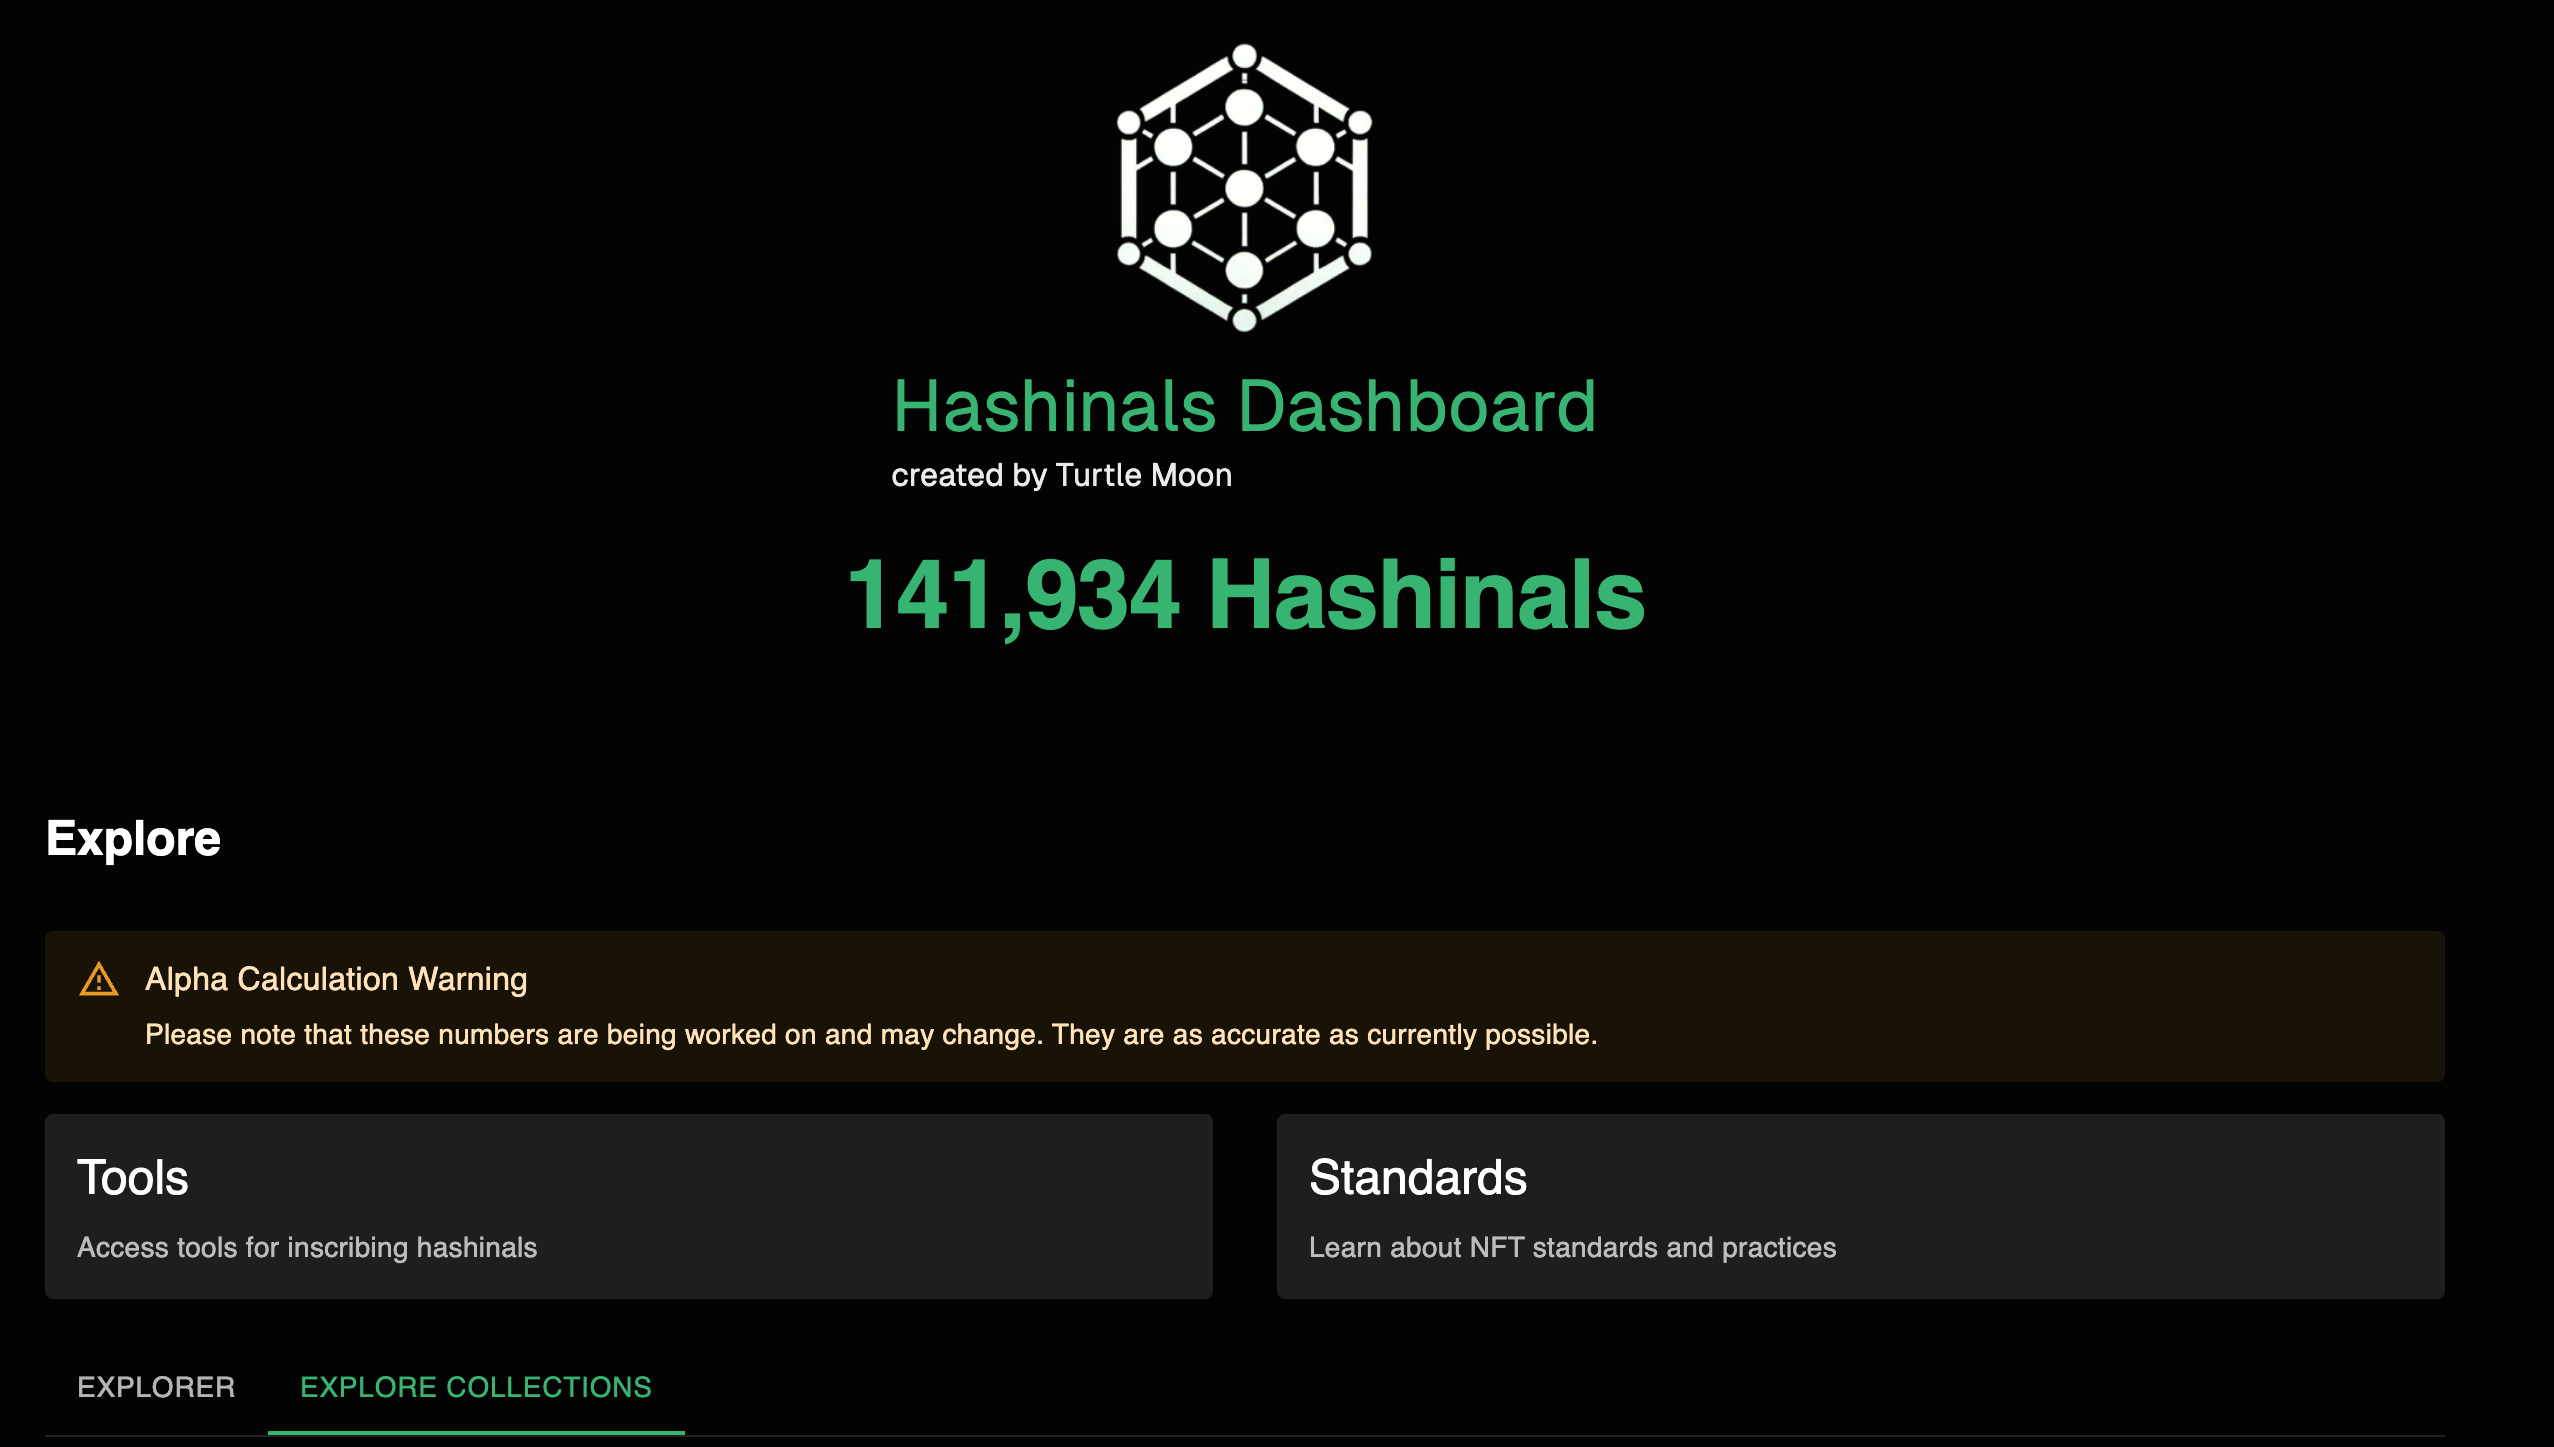 Hashinals Dashboard
created by Turtle Moon
141,934 Hashinals
Explore
Alpha Calculation Warning
Please note that these numbers are being worked on and may change. They are as accurate as currently possible.
Tools
Access tools for inscribing hashinals
Standards
Learn about NFT standards and practices
EXPLORER
EXPLORE COLLECTIONS